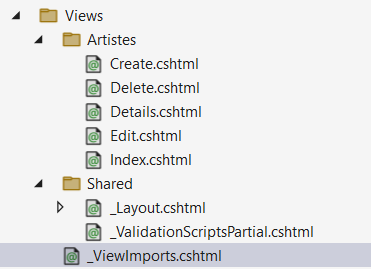 Views
Artistes
Create.cshtml
Delete.cshtml
Details.cshtml
Edit.cshtml
Index.cshtml
Shared
_Layout.cshtml
_ValidationScriptsPartial.cshtml
_ViewImports.cshtml